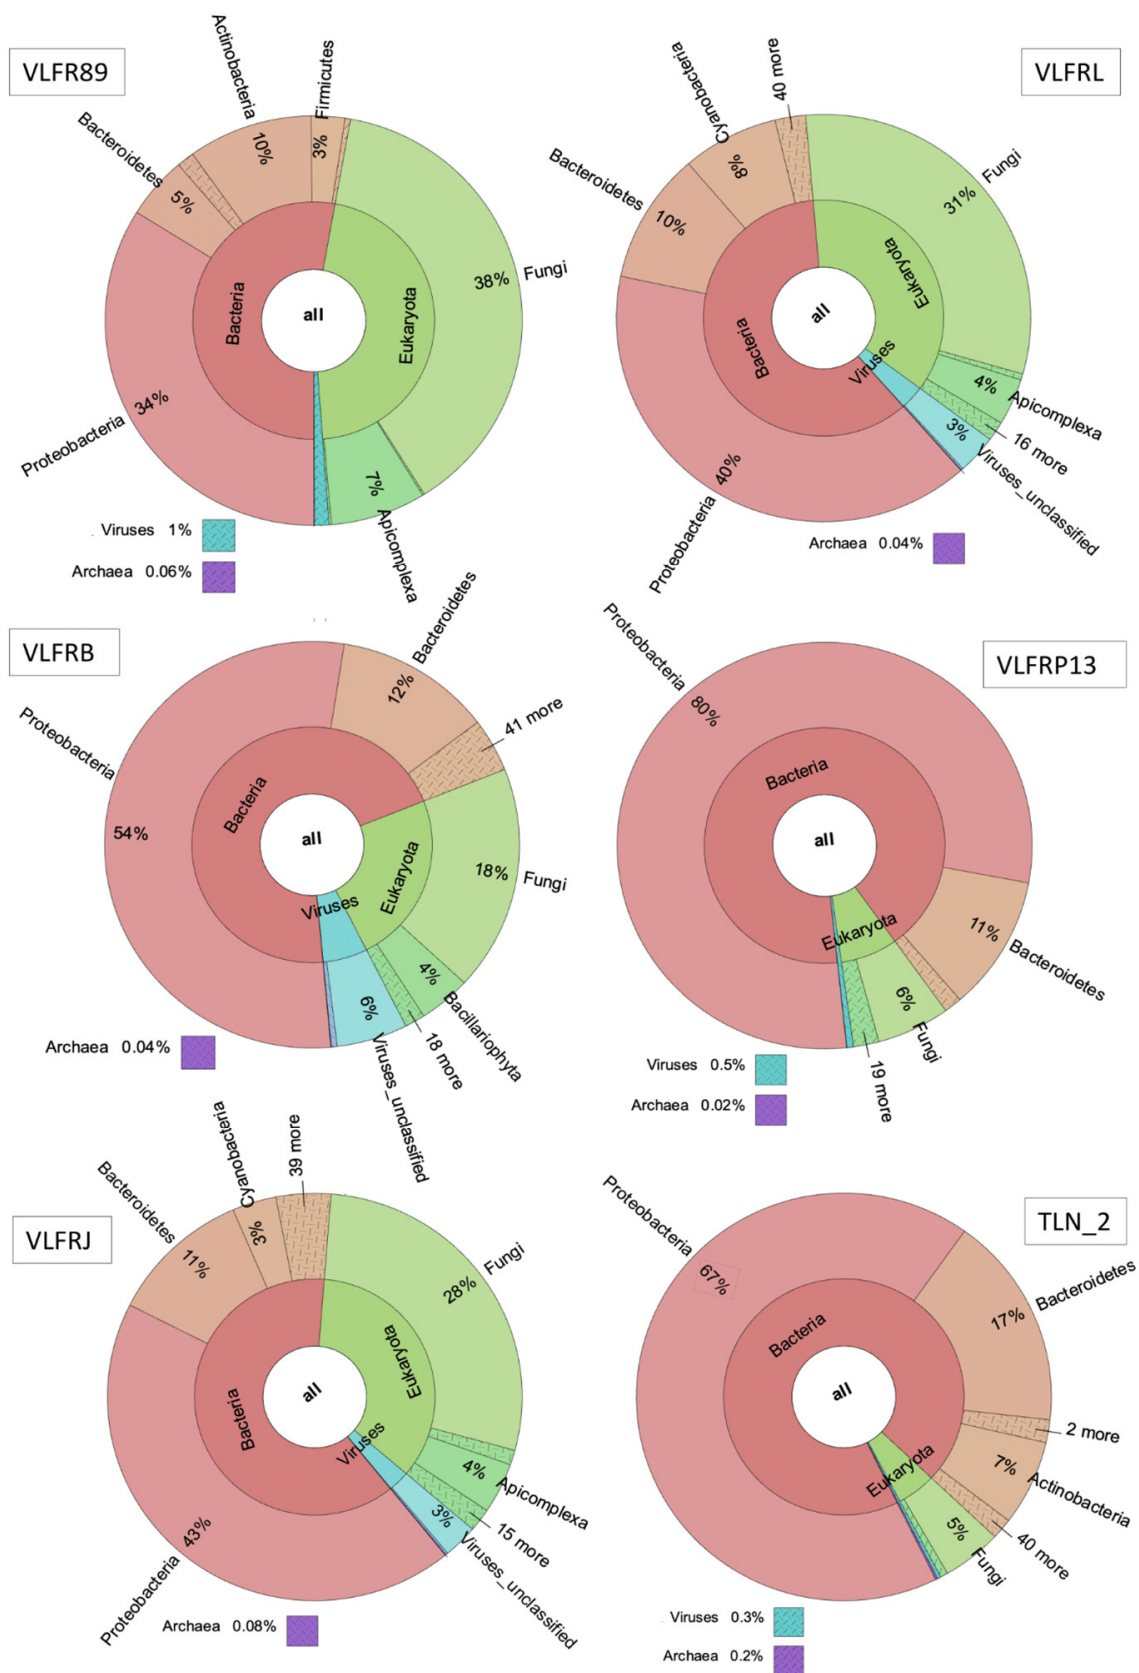 VLFR89
Actinobacteria
10%
Firmicutes
3%
Bacteroidetes
5%
Fungi
38%
Bacteria
all
Eukaryota
Proteobacteria
34%
7%
Apicomplexa
Viruses 1%
Archaea 0.06%
VLFRL
Cyanobacteria
8%
40 more
Bacteroidetes
10%
Fungi
31%
Eukaryota
all
Bacteria
Viruses
4%
Apicomplexa
16 more
3%
Viruses_unclassified
40%
Proteobacteria
Archaea 0.04%
VLFRB
Bacteroidetes
12%
41 more
Proteobacteria
54%
Bacteria
all
Eukaryota
Viruses
18%
Fungi
4%
Bacillariophyta
18 more
6%
Viruses_unclassified
Archaea 0.04%
VLFRP13
Proteobacteria
80%
Bacteria
all
Eukaryota
11%
Bacteroidetes
6%
Fungi
19 more
Viruses 0.5%
Archaea 0.02%
VLFRJ
Cyanobacteria
3%
39 more
Bacteroidetes
11%
Fungi
28%
Eukaryota
all
Bacteria
Viruses
4%
Apicomplexa
15 more
3%
Viruses_unclassified
43%
Proteobacteria
Archaea 0.08%
TLN_2
Proteobacteria
67%
Bacteroidetes
17%
Bacteria
all
Eukaryota
2 more
7%
Actinobacteria
40 more
5%
Fungi
Viruses 0.3%
Archaea 0.2%